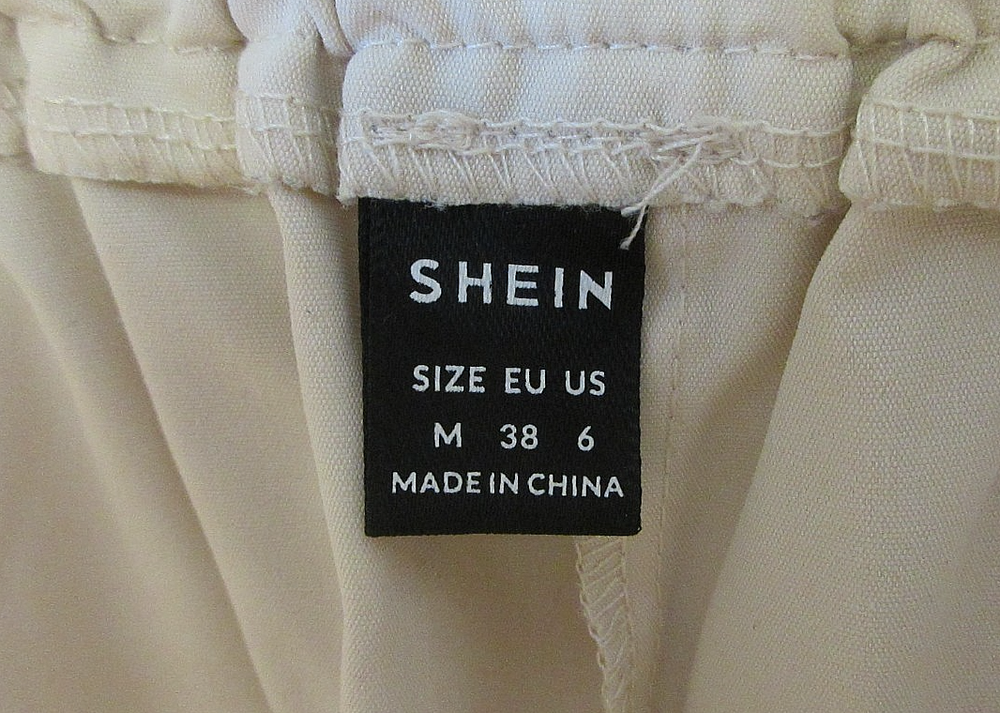 SHEIN
SIZE EU US
M 38 6
MADE IN CHINA